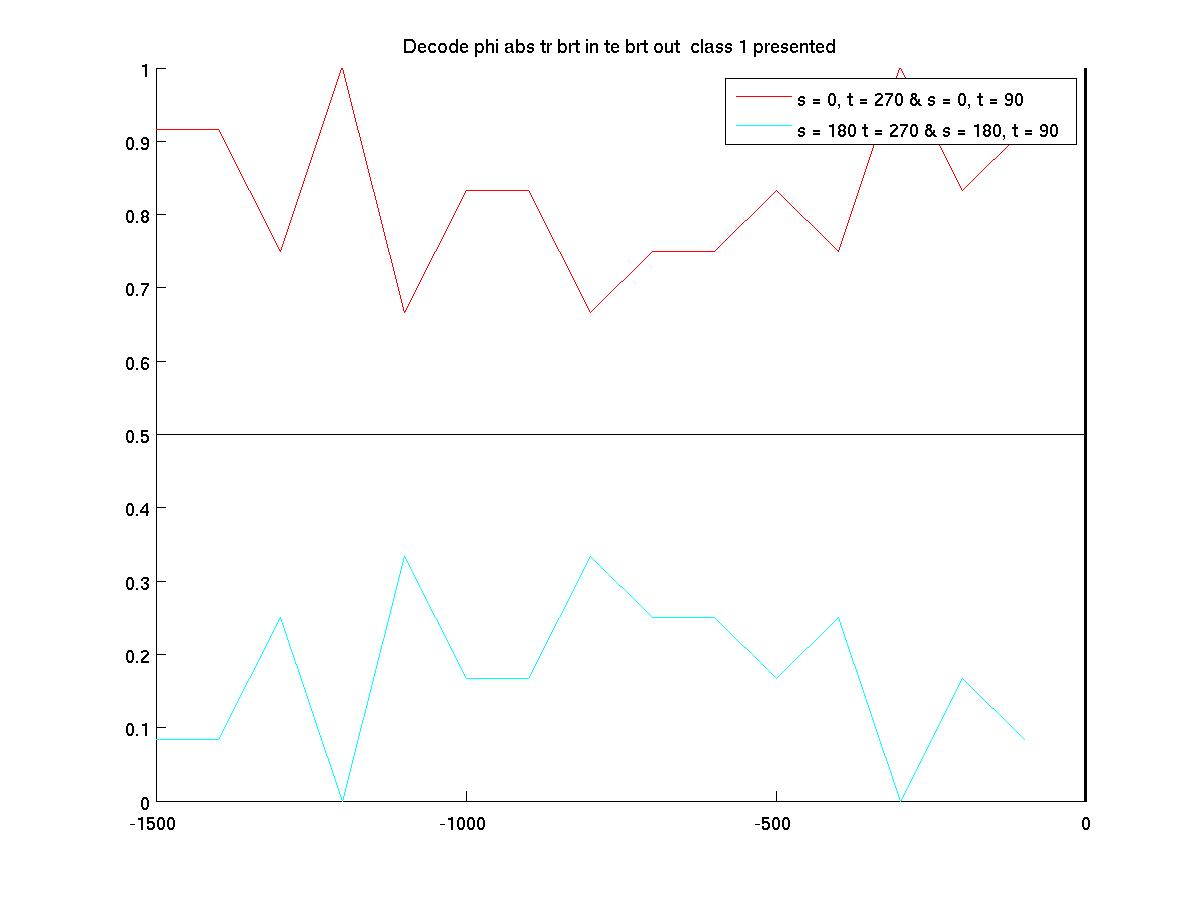 Decode phi abs tr brt in te brt out  class 1 presented
1
s = 0, t = 270 & s = 0, t = 90
s = 180 t = 270 & s = 180, t = 90
0.9
0.8
0.7
0.6
0.5
0.4
0.3
0.2
0.1
0
-1500 -1000 -500 0